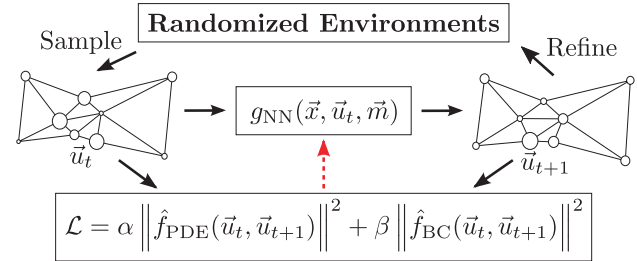 Randomized Environments
Sample
Refine
g_NN(x⃗, u⃗_t, m⃗)
u⃗_t
u⃗_{t+1}
ℒ = α ‖f̂_PDE(u⃗_t, u⃗_{t+1})‖² + β ‖f̂_BC(u⃗_t, u⃗_{t+1})‖²